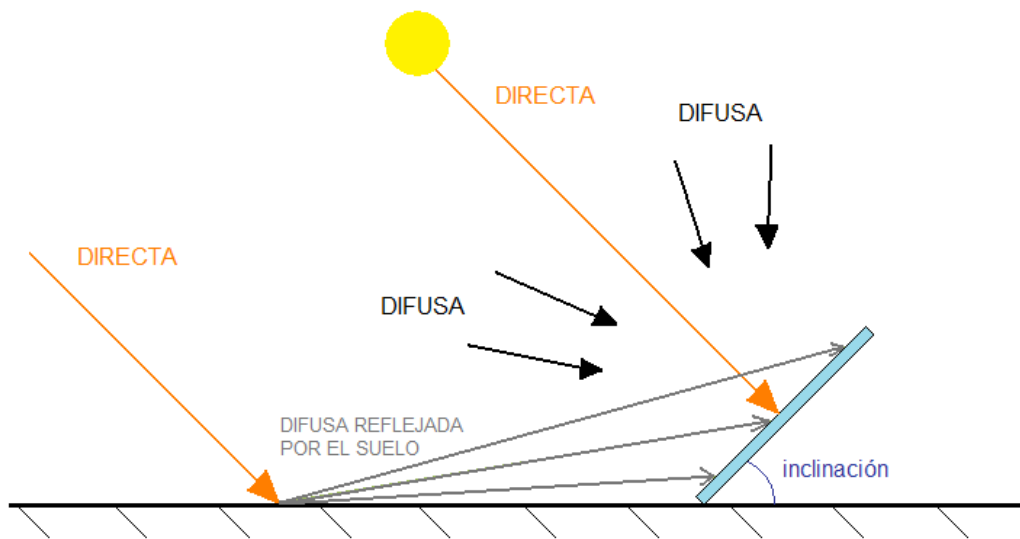 DIRECTA
DIFUSA
DIRECTA
DIFUSA
DIFUSA REFLEJADA
POR EL SUELO
inclinación